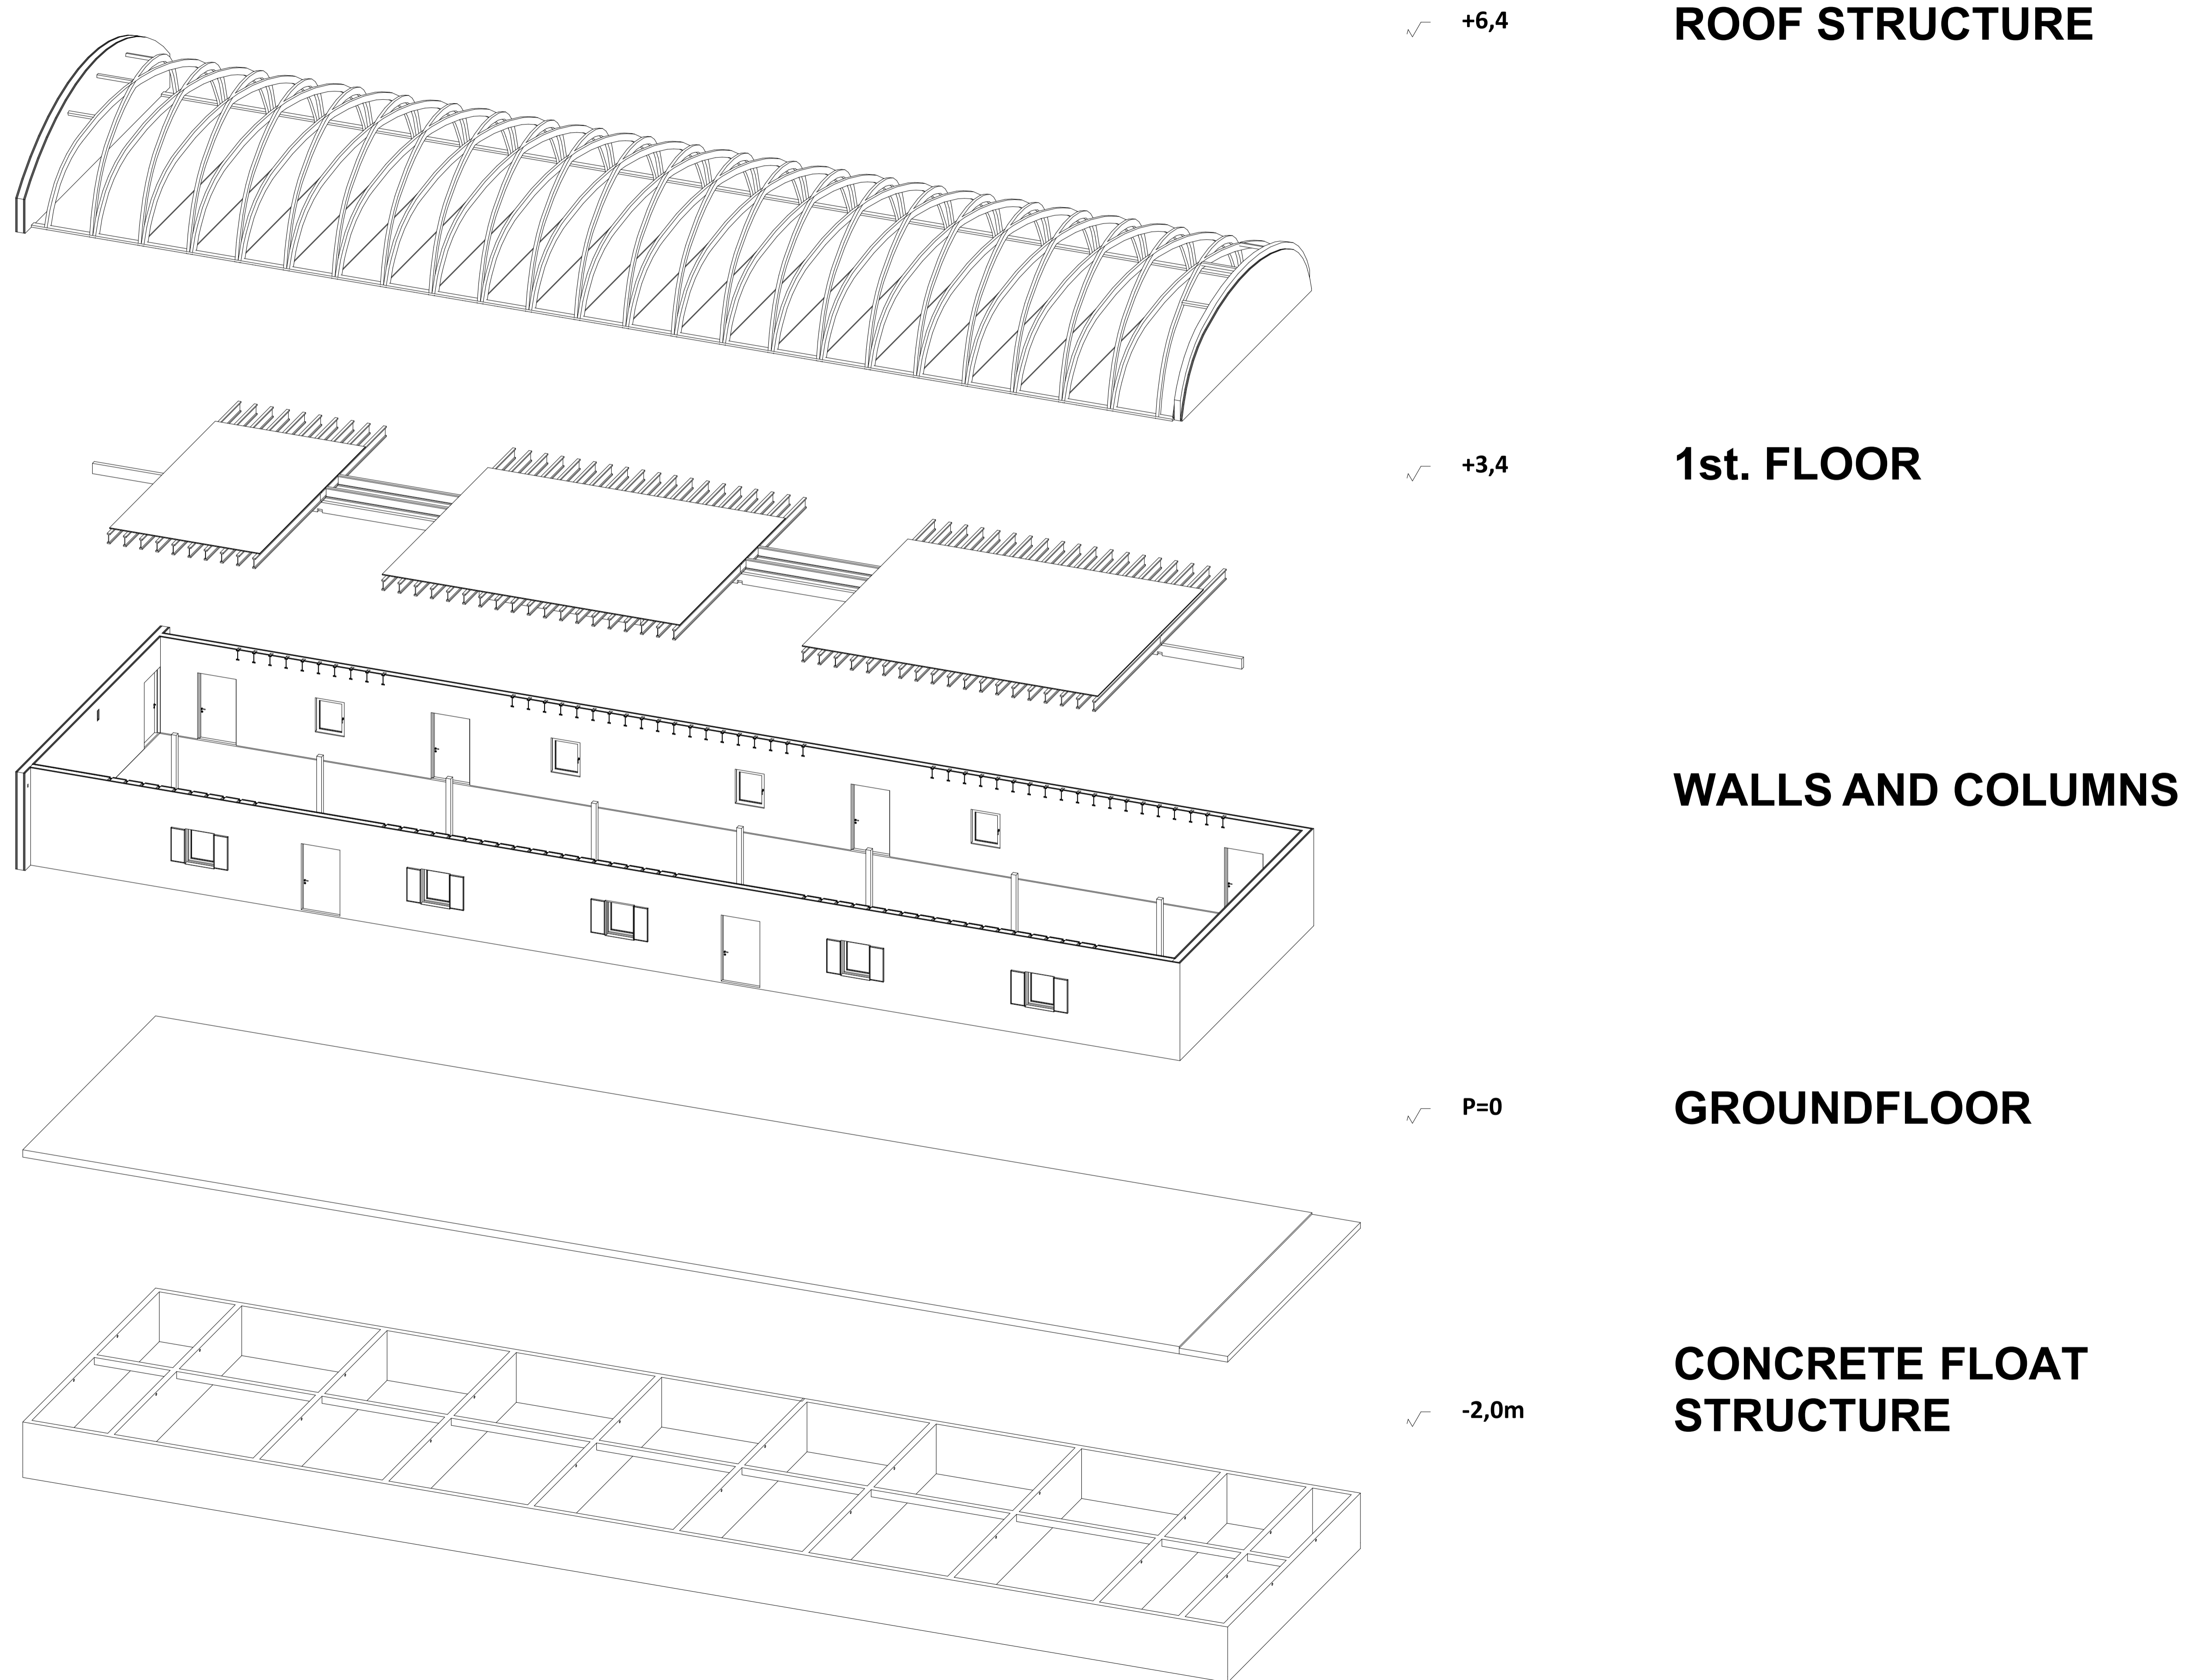 +6,4 ROOF STRUCTURE
+3,4 1st. FLOOR
WALLS AND COLUMNS
P=0 GROUNDFLOOR
CONCRETE FLOAT
-2,0m STRUCTURE